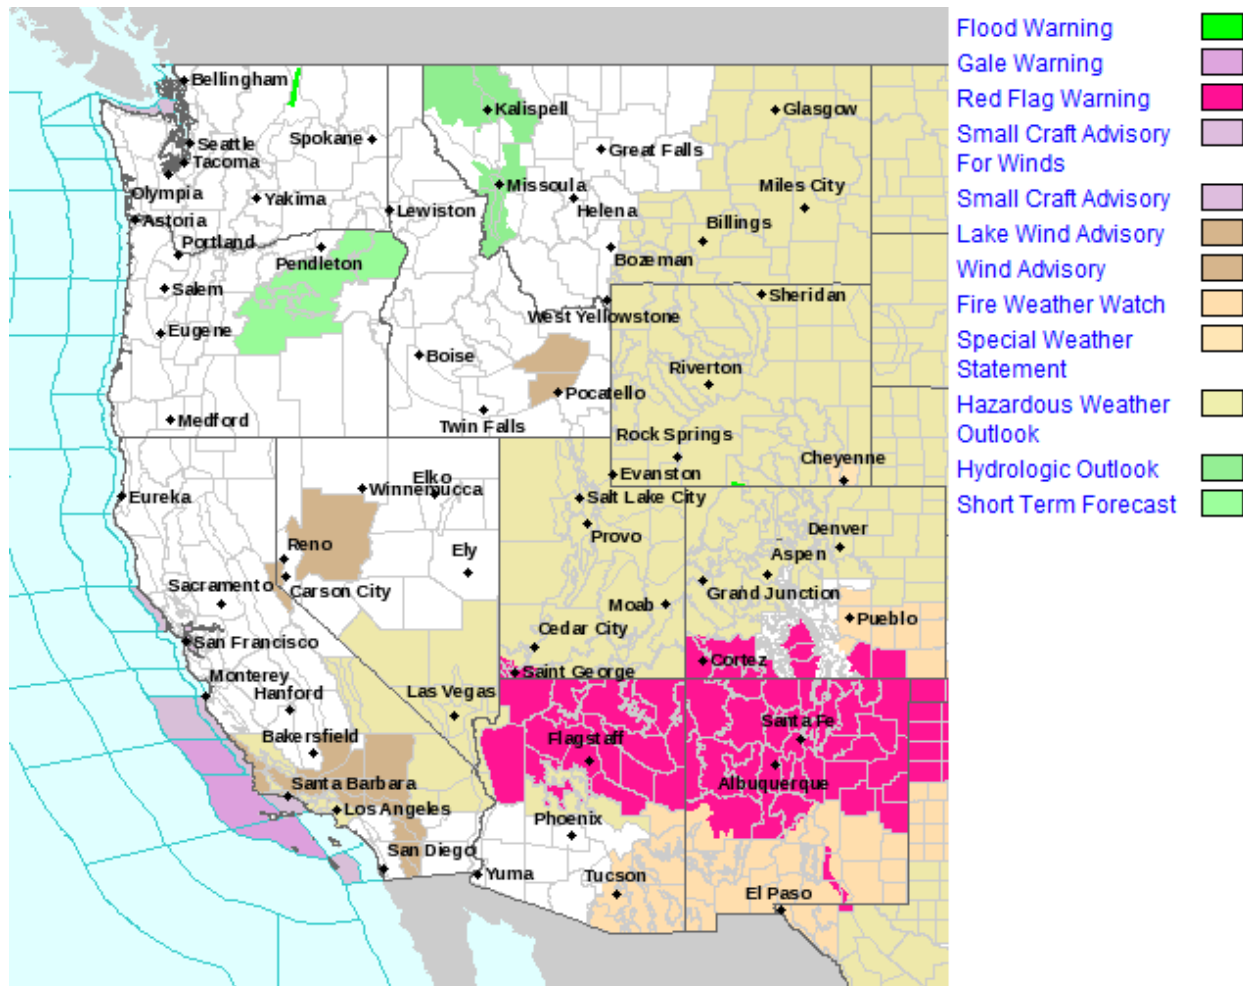 Bellingham
Seattle
Tacoma
Olympia
Spokane
Yakima
Astoria
Portland
Pendleton
Salem
Eugene
Medford
Lewiston
Kalispell
Missoula
Great Falls
Helena
Glasgow
Miles City
Billings
Bozeman
West Yellowstone
Sheridan
Boise
Pocatello
Twin Falls
Riverton
Rock Springs
Evanston
Cheyenne
Eureka
Winnemucca
Elko
Reno
Carson City
Ely
Sacramento
San Francisco
Monterey
Hanford
Bakersfield
Las Vegas
Santa Barbara
Los Angeles
San Diego
Salt Lake City
Provo
Moab
Cedar City
Saint George
Denver
Aspen
Grand Junction
Pueblo
Cortez
Flagstaff
Phoenix
Yuma
Tucson
Santa Fe
Albuquerque
El Paso
Flood Warning
Gale Warning
Red Flag Warning
Small Craft Advisory
For Winds
Small Craft Advisory
Lake Wind Advisory
Wind Advisory
Fire Weather Watch
Special Weather
Statement
Hazardous Weather
Outlook
Hydrologic Outlook
Short Term Forecast